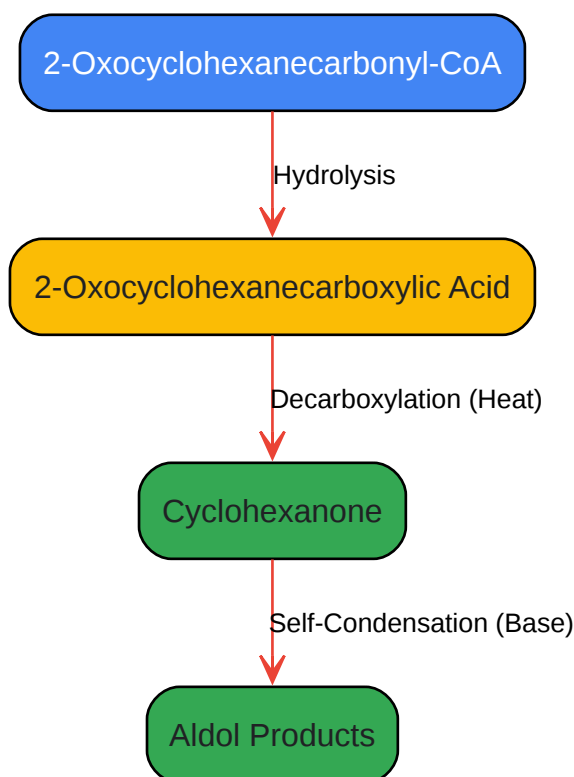 2-Oxocyclohexanecarbonyl-CoA
Hydrolysis
2-Oxocyclohexanecarboxylic Acid
Decarboxylation (Heat)
Cyclohexanone
Self-Condensation (Base)
Aldol Products